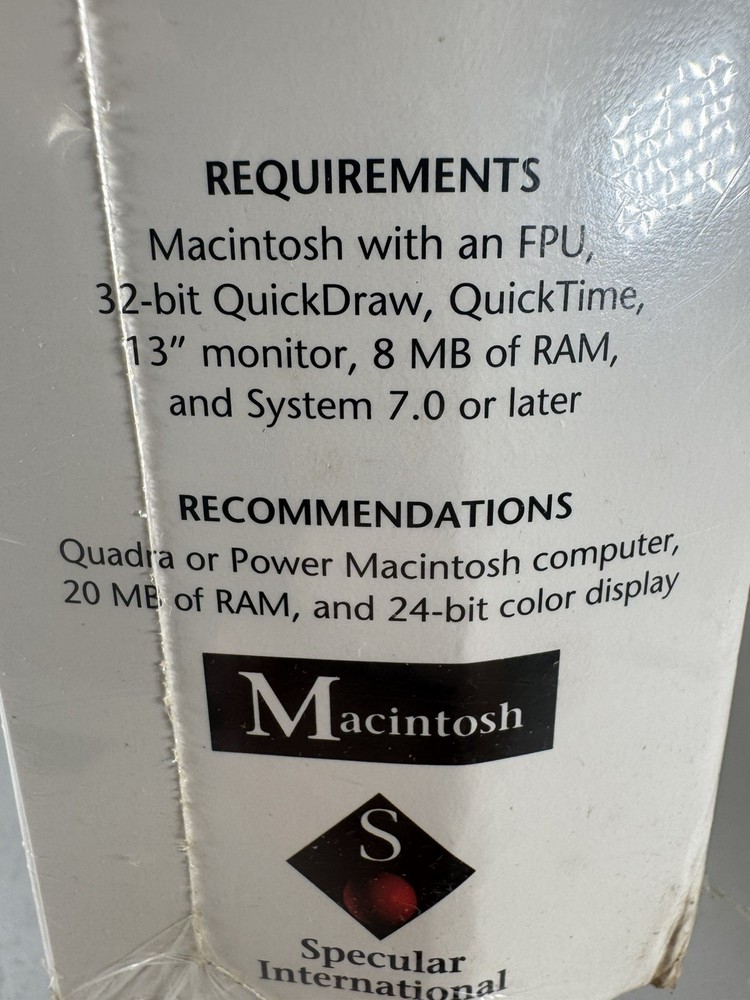 REQUIREMENTS
Macintosh with an FPU,
32-bit QuickDraw, QuickTime,
13" monitor, 8 MB of RAM,
and System 7.0 or later
RECOMMENDATIONS
Quadra or Power Macintosh computer,
20 MB of RAM, and 24-bit color display
Macintosh
S
Specular
International